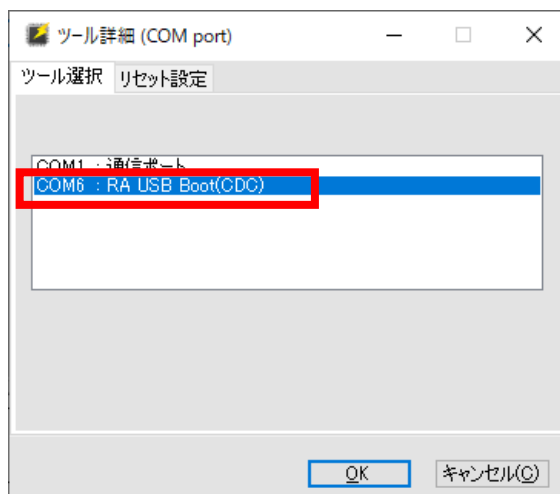 ツール詳細 (COM port)
ツール選択 リセット設定
COM1 : 通信ポート
COM6 : RA USB Boot(CDC)
OK キャンセル(C)